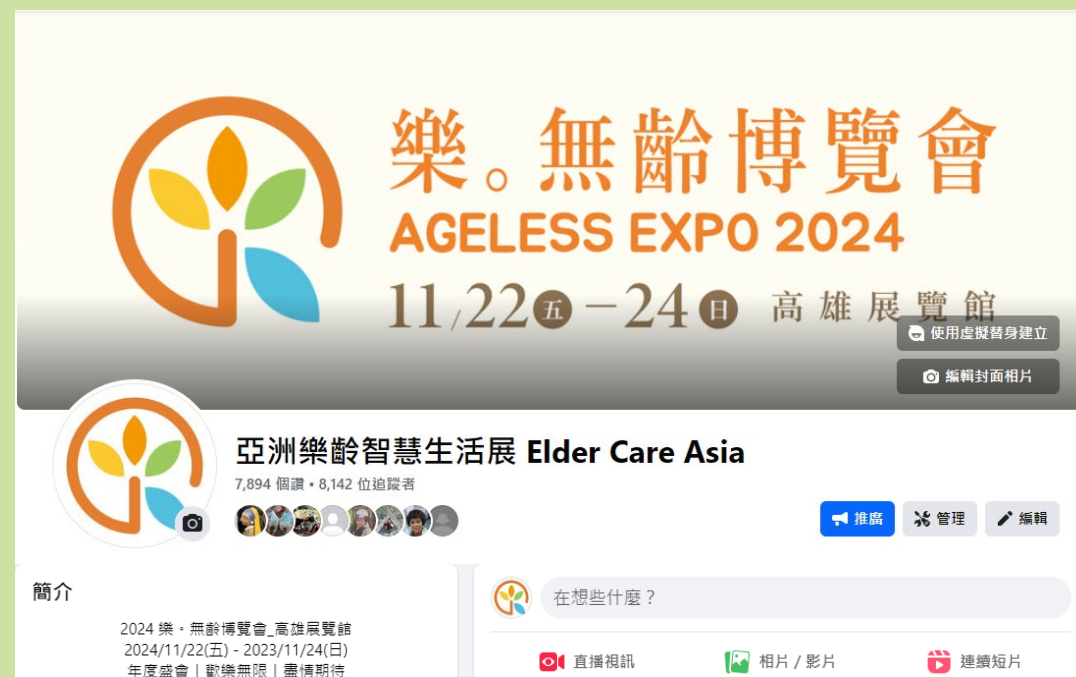 樂。無齡博覽會
AGELESS EXPO 2024
11/22五－24日 高雄展覽館
使用虛擬替身建立
編輯封面相片
亞洲樂齡智慧生活展 Elder Care Asia
7,894 個讚 • 8,142 位追蹤者
推廣 管理 編輯
簡介
2024 樂・無齡博覽會_高雄展覽館
2024/11/22(五) - 2023/11/24(日)
年度盛會｜歡樂無限｜盡情期待
在想些什麼？
直播視訊 相片 / 影片 連續短片